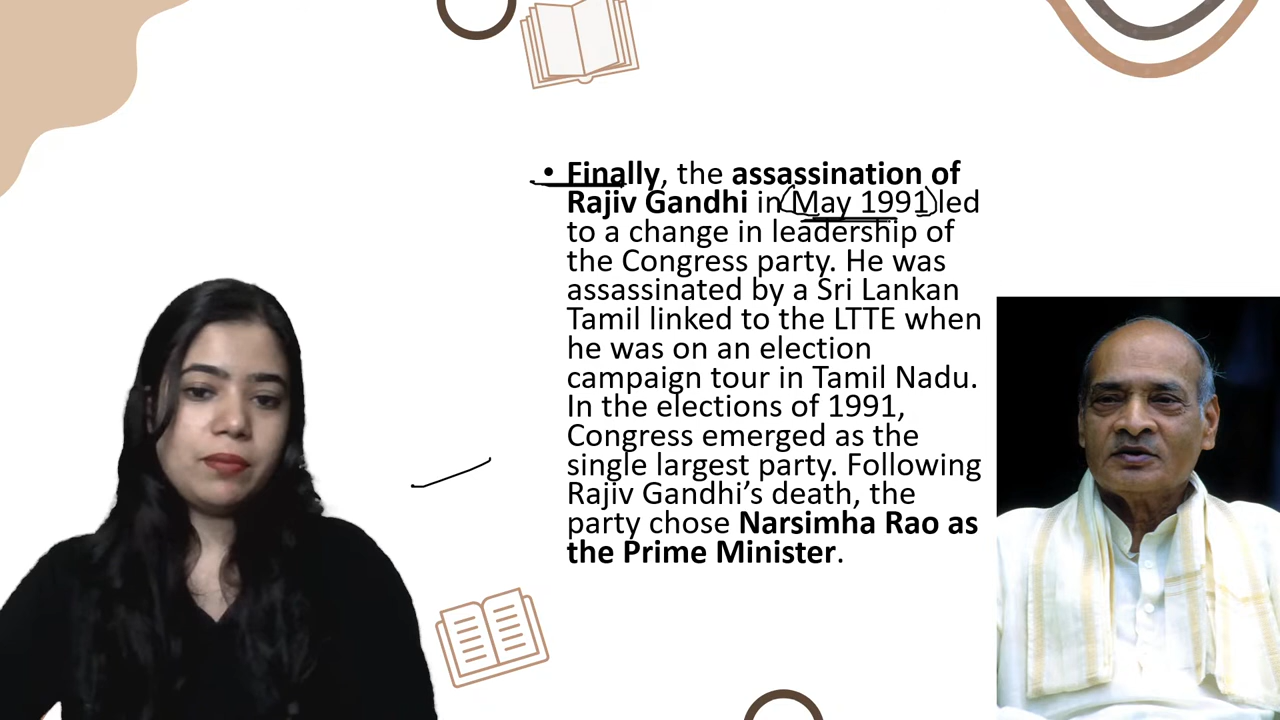 • Finally, the assassination of
Rajiv Gandhi in May 1991 led
to a change in leadership of
the Congress party. He was
assassinated by a Sri Lankan
Tamil linked to the LTTE when
he was on an election
campaign tour in Tamil Nadu.
In the elections of 1991,
Congress emerged as the
single largest party. Following
Rajiv Gandhi’s death, the
party chose Narsimha Rao as
the Prime Minister.